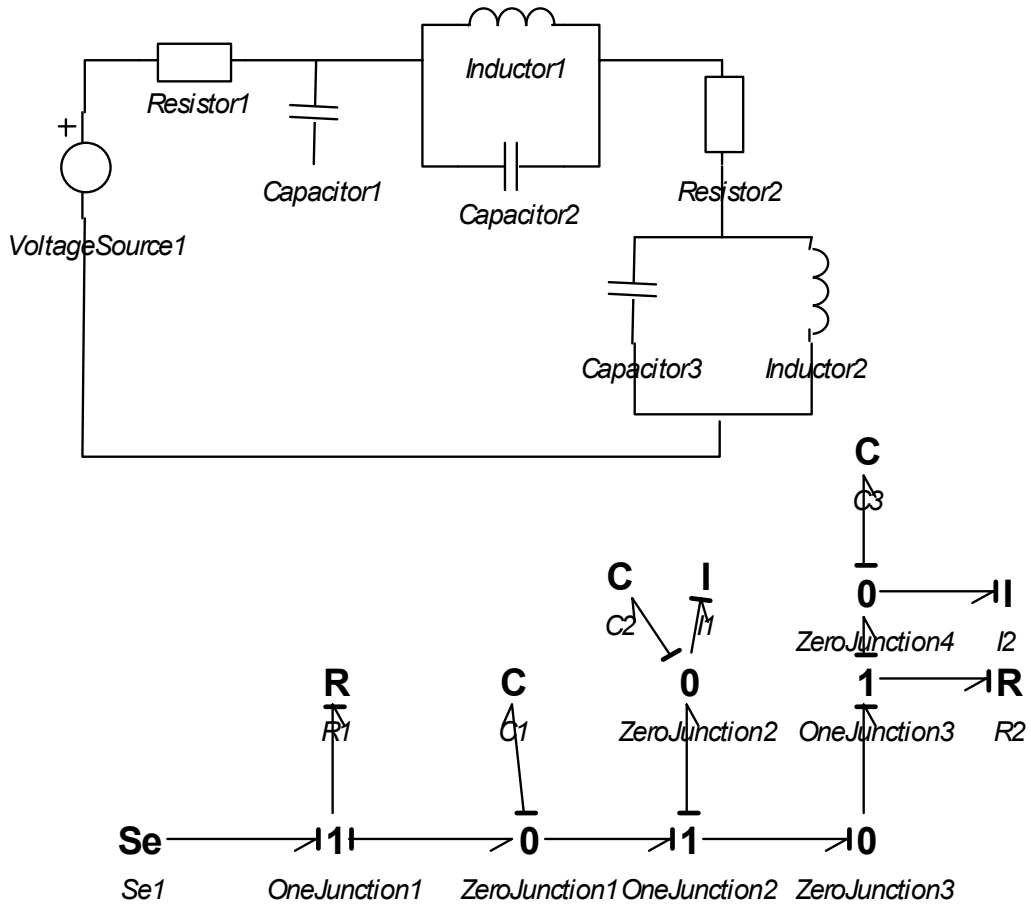 Inductor1
Resistor1
+
Capacitor1
Resistor2
Capacitor2
VoltageSource1
Capacitor3 Inductor2
C
C3
C I
0 I
C2 I1
ZeroJunction4 I2
R C 0 1 R
R1 C1 ZeroJunction2 OneJunction3 R2
Se 1 0 1 0
Se1 OneJunction1 ZeroJunction1 OneJunction2 ZeroJunction3